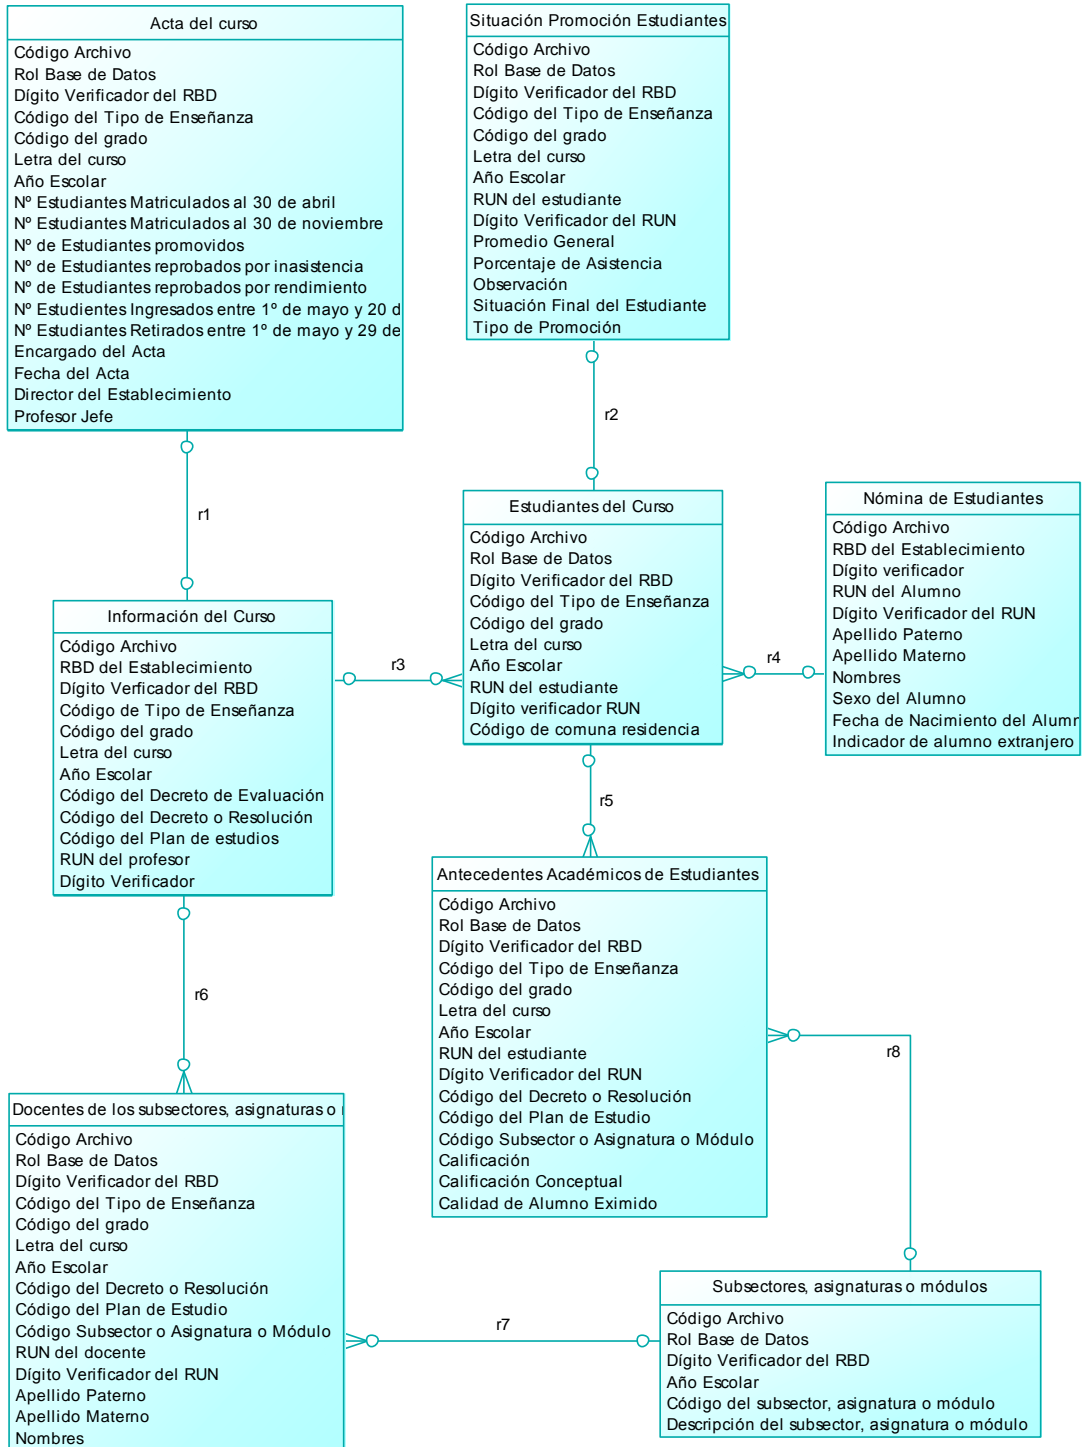 Acta del curso
Código Archivo
Rol Base de Datos
Dígito Verificador del RBD
Código del Tipo de Enseñanza
Código del grado
Letra del curso
Año Escolar
Nº Estudiantes Matriculados al 30 de abril
Nº Estudiantes Matriculados al 30 de noviembre
Nº de Estudiantes promovidos
Nº de Estudiantes reprobados por inasistencia
Nº de Estudiantes reprobados por rendimiento
Nº Estudientes Ingresados entre 1º de mayo y 20 d
Nº Estudiantes Retirados entre 1º de mayo y 29 de
Encargado del Acta
Fecha del Acta
Director del Establecimiento
Profesor Jefe
Situación Promoción Estudiantes
Código Archivo
Rol Base de Datos
Dígito Verificador del RBD
Código del Tipo de Enseñanza
Código del grado
Letra del curso
Año Escolar
RUN del estudiante
Dígito Verificador del RUN
Promedio General
Porcentaje de Asistencia
Observación
Situación Final del Estudiante
Tipo de Promoción
r2
r1
Estudiantes del Curso
Código Archivo
Rol Base de Datos
Dígito Verificador del RBD
Código del Tipo de Enseñanza
Código del grado
Letra del curso
Año Escolar
RUN del estudiante
Dígito verificador RUN
Código de comuna residencia
Nómina de Estudiantes
Código Archivo
RBD del Establecimiento
Dígito verificador
RUN del Alumno
Dígito Verificador del RUN
Apellido Paterno
Apellido Materno
Nombres
Sexo del Alumno
Fecha de Nacimiento del Alumr
Indicador de alumno extranjero
Información del Curso
Código Archivo
RBD del Establecimiento
Dígito Verficador del RBD
Código de Tipo de Enseñanza
Código del grado
Letra del curso
Año Escolar
Código del Decreto de Evaluación
Código del Decreto o Resolución
Código del Plan de estudios
RUN del profesor
Dígito Verificador
r3
r4
r5
Antecedentes Académicos de Estudiantes
Código Archivo
Rol Base de Datos
Dígito Verificador del RBD
Código del Tipo de Enseñanza
Código del grado
Letra del curso
Año Escolar
RUN del estudiante
Dígito Verificador del RUN
Código del Decreto o Resolución
Código del Plan de Estudio
Código Subsector o Asignatura o Módulo
Calificación
Calificación Conceptual
Calidad de Alumno Eximido
r6
r8
Docentes de los subsectores, asignaturas o
Código Archivo
Rol Base de Datos
Dígito Verificador del RBD
Código del Tipo de Enseñanza
Código del grado
Letra del curso
Año Escolar
Código del Decreto o Resolución
Código del Plan de Estudio
Código Subsector o Asignatura o Módulo
RUN del docente
Dígito Verificador del RUN
Apellido Paterno
Apellido Materno
Nombres
r7
Subsectores, asignaturas o módulos
Código Archivo
Rol Base de Datos
Dígito Verificador del RBD
Año Escolar
Código del subsector, asignatura o módulo
Descripción del subsector, asignatura o módulo